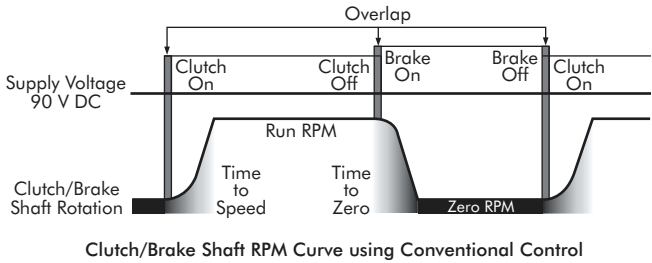 Overlap
Clutch On
Clutch Off
Brake On
Brake Off
Clutch On
Supply Voltage
90 V DC
Run RPM
Time to Speed
Time to Zero
Clutch/Brake
Shaft Rotation
Zero RPM
Clutch/Brake Shaft RPM Curve using Conventional Control